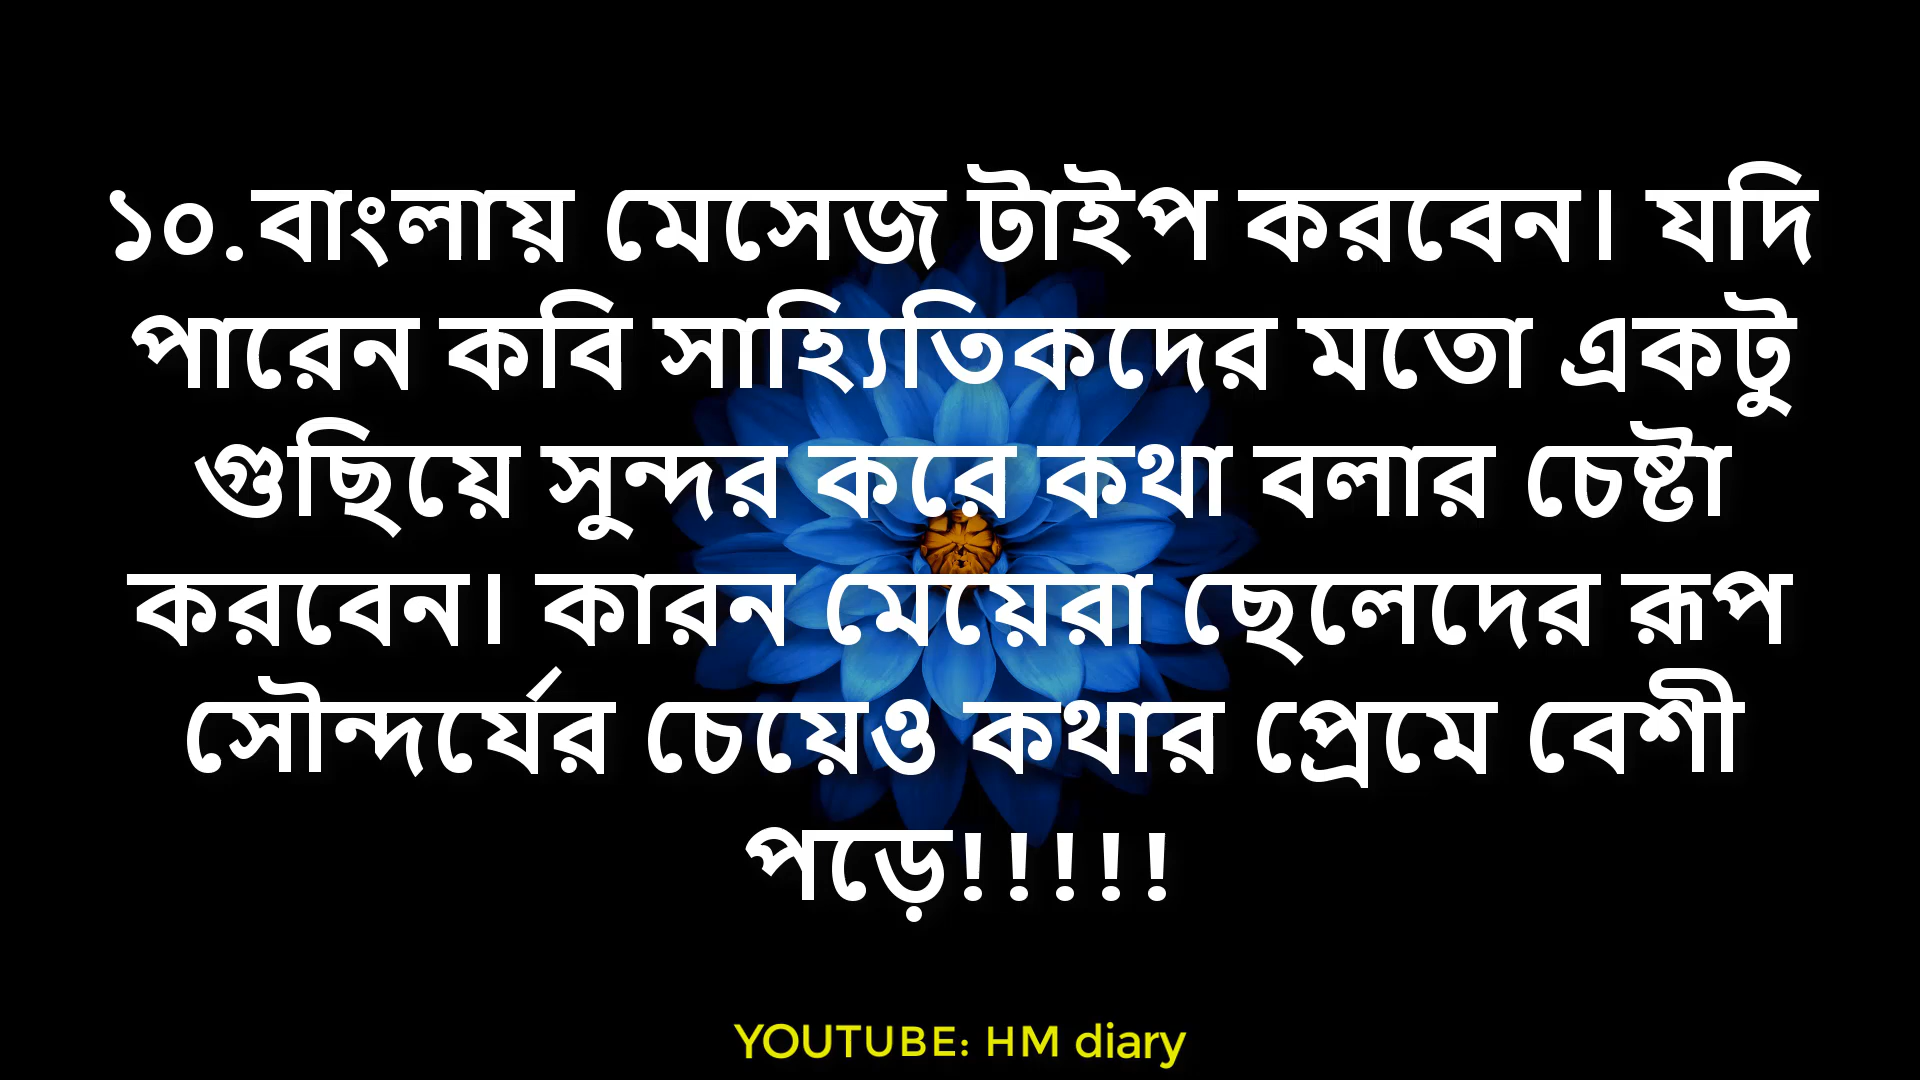 ১০.বাংলায় মেসেজ টাইপ করবেন। যদি
পারেন কবি সাহ্যিতিকদের মতো একটু
গুছিয়ে সুন্দর করে কথা বলার চেষ্টা
করবেন। কারন মেয়েরা ছেলেদের রূপ
সৌন্দর্যের চেয়েও কথার প্রেমে বেশী
পড়ে!!!!!
YOUTUBE: HM diary